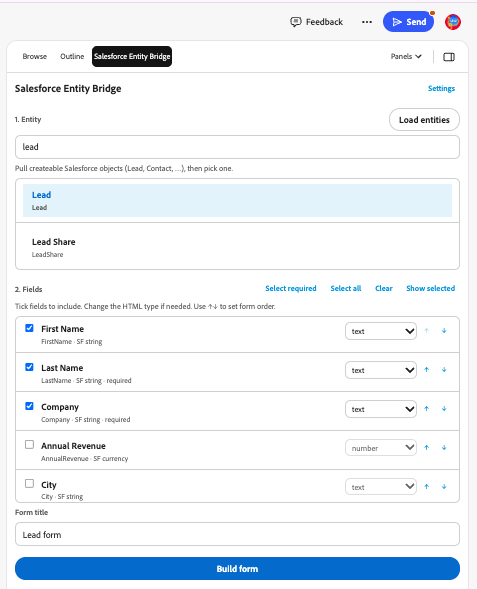 Feedback
Send
Browse Outline Salesforce Entity Bridge Panels
Salesforce Entity Bridge Settings
1. Entity Load entities
lead
Pull createable Salesforce objects (Lead, Contact, …), then pick one.
Lead
Lead
Lead Share
LeadShare
2. Fields Select required Select all Clear Show selected
Tick fields to include. Change the HTML type if needed. Use ↑↓ to set form order.
First Name text ↑ ↓
FirstName · SF string
Last Name text ↑ ↓
LastName · SF string · required
Company text ↑ ↓
Company · SF string · required
Annual Revenue number ↑ ↓
AnnualRevenue · SF currency
City text ↑ ↓
City · SF string
Form title
Lead form
Build form